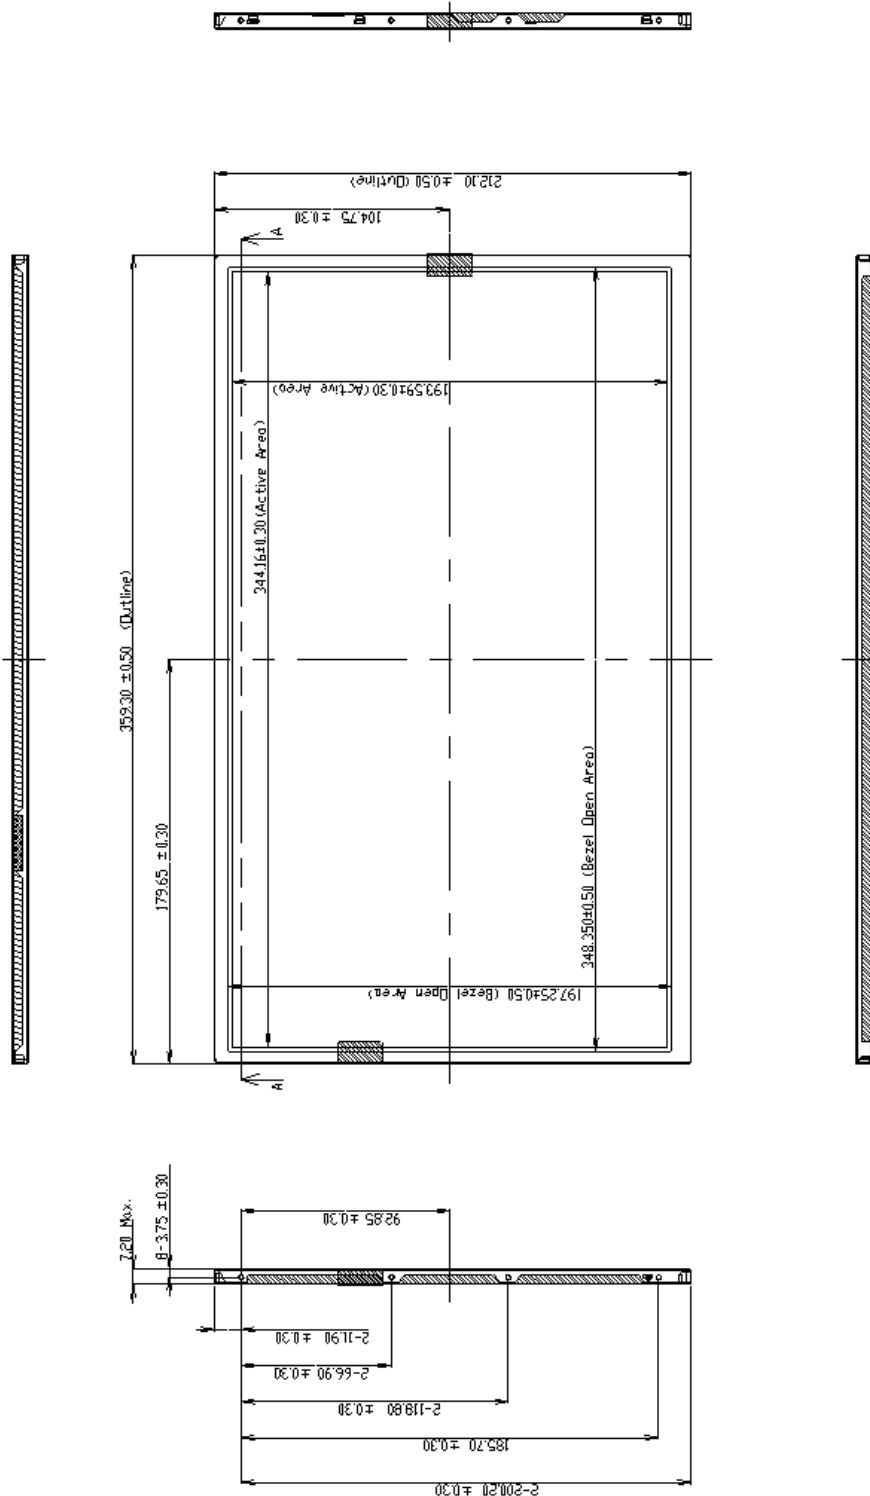 212.10 ±0.50 (Outline)
104.75 ±0.30
A
193.59±0.30 (Active Area)
344.16±0.30 (Active Area)
359.30 ±0.50 (Outline)
179.65 ±0.30
348.350±0.50 (Bezel Open Area)
197.25±0.50 (Bezel Open Area)
A
7.20 Max.
8-3.75 ±0.30
92.85 ±0.30
2-11.90 ±0.30
2-66.90 ±0.30
2-118.80 ±0.30
185.70 ±0.30
2-200.20 ±0.30